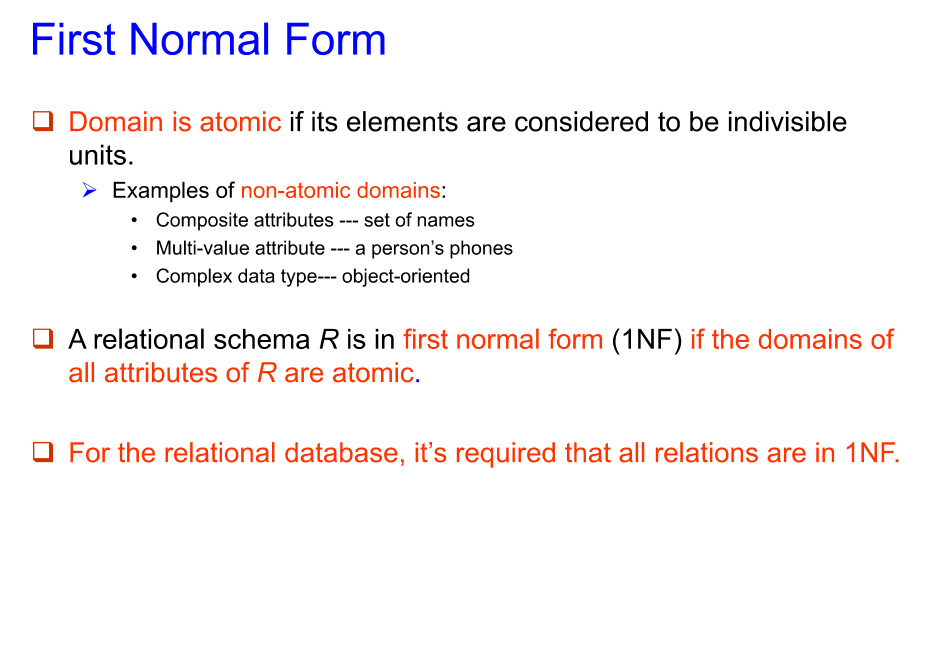 First Normal Form
❑ Domain is atomic if its elements are considered to be indivisible
units.
➢ Examples of non-atomic domains:
• Composite attributes --- set of names
• Multi-value attribute --- a person’s phones
• Complex data type--- object-oriented
❑ A relational schema R is in first normal form (1NF) if the domains of
all attributes of R are atomic.
❑ For the relational database, it’s required that all relations are in 1NF.